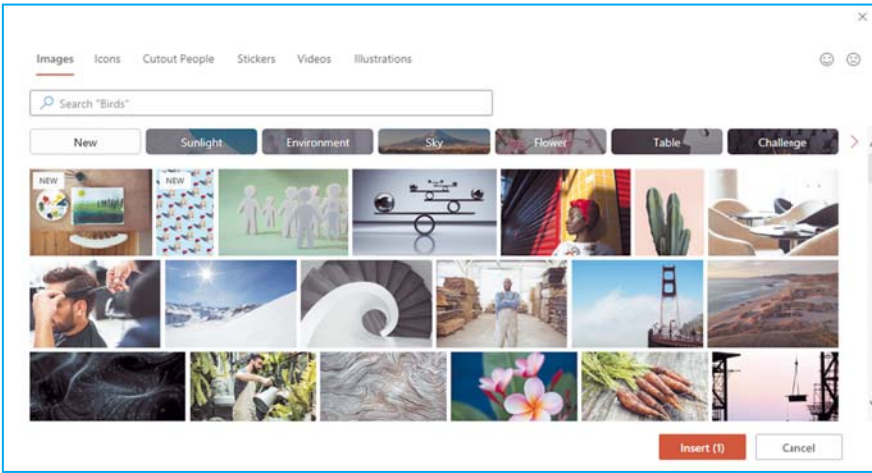 Images Icons Cutout People Stickers Videos Illustrations
Search "Birds"
New Sunlight Environment Sky Flower Table Challenge
NEW NEW
Insert (1) Cancel